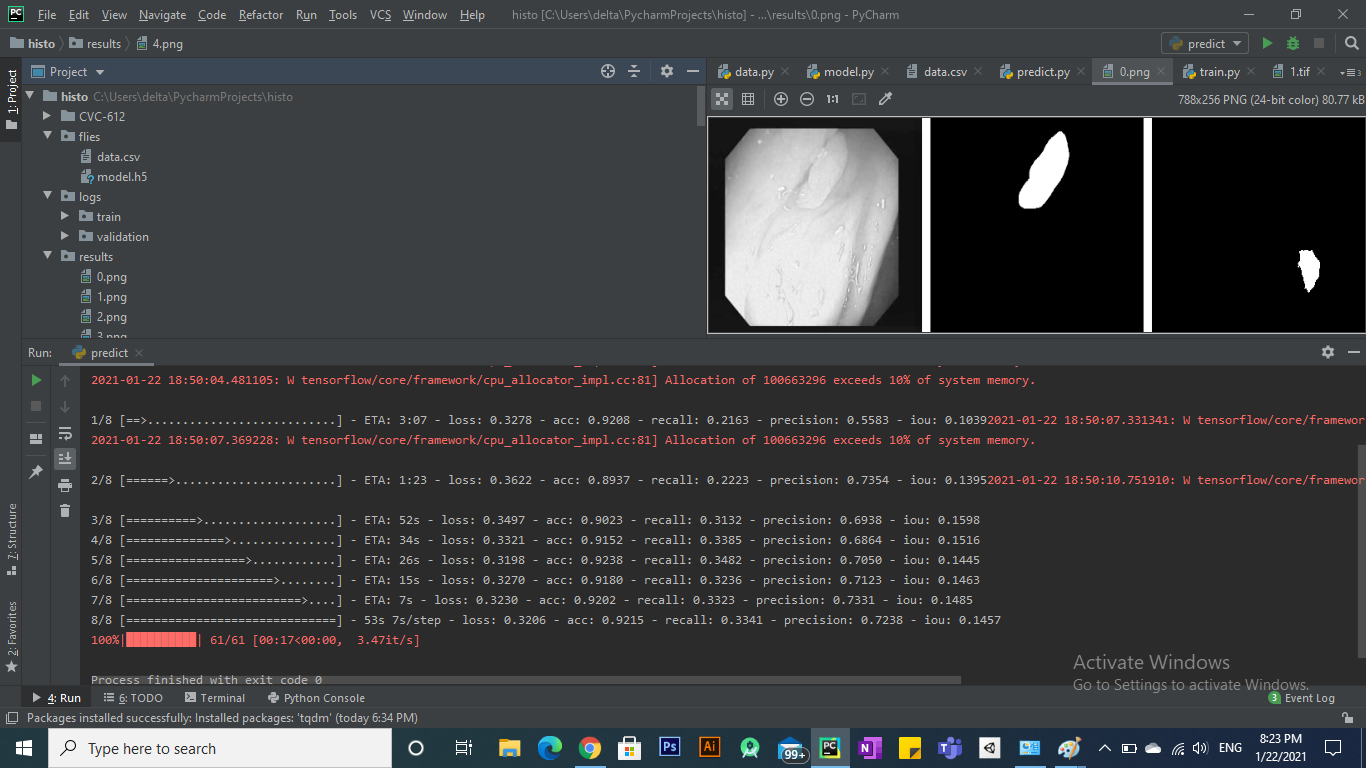 PC File Edit View Navigate Code Refactor Run Tools VCS Window Help histo [C:\Users\delta\PycharmProjects\histo] - ...\results\0.png - PyCharm
histo results 4.png predict
1: Project
Project
data.py model.py data.csv predict.py 0.png train.py 1.tif
1:1 788x256 PNG (24-bit color) 80.77 kB
histo C:\Users\delta\PycharmProjects\histo
CVC-612
flies
data.csv
model.h5
logs
train
validation
results
0.png
1.png
2.png
3.png
Run: predict
2021-01-22 18:50:04.481105: W tensorflow/core/framework/cpu_allocator_impl.cc:81] Allocation of 100663296 exceeds 10% of system memory.
1/8 [==>...........................] - ETA: 3:07 - loss: 0.3278 - acc: 0.9208 - recall: 0.2163 - precision: 0.5583 - iou: 0.10392021-01-22 18:50:07.331341: W tensorflow/core/framewor
2021-01-22 18:50:07.369228: W tensorflow/core/framework/cpu_allocator_impl.cc:81] Allocation of 100663296 exceeds 10% of system memory.
2/8 [======>.......................] - ETA: 1:23 - loss: 0.3622 - acc: 0.8937 - recall: 0.2223 - precision: 0.7354 - iou: 0.13952021-01-22 18:50:10.751910: W tensorflow/core/framewor
3/8 [==========>...................] - ETA: 52s - loss: 0.3497 - acc: 0.9023 - recall: 0.3132 - precision: 0.6938 - iou: 0.1598
4/8 [==============>...............] - ETA: 34s - loss: 0.3321 - acc: 0.9152 - recall: 0.3385 - precision: 0.6864 - iou: 0.1516
5/8 [=================>............] - ETA: 26s - loss: 0.3198 - acc: 0.9238 - recall: 0.3482 - precision: 0.7050 - iou: 0.1445
6/8 [=====================>........] - ETA: 15s - loss: 0.3270 - acc: 0.9180 - recall: 0.3236 - precision: 0.7123 - iou: 0.1463
7/8 [=========================>....] - ETA: 7s - loss: 0.3230 - acc: 0.9202 - recall: 0.3323 - precision: 0.7331 - iou: 0.1485
8/8 [==============================] - 53s 7s/step - loss: 0.3206 - acc: 0.9215 - recall: 0.3341 - precision: 0.7238 - iou: 0.1457
100%|██████████| 61/61 [00:17<00:00, 3.47it/s]
Process finished with exit code 0
7: Structure
2: Favorites
Activate Windows
Go to Settings to activate Windows.
4: Run 6: TODO Terminal Python Console 3 Event Log
Packages installed successfully: Installed packages: 'tqdm' (today 6:34 PM)
Type here to search Ps Ai 99+ PC N ENG 8:23 PM
1/22/2021